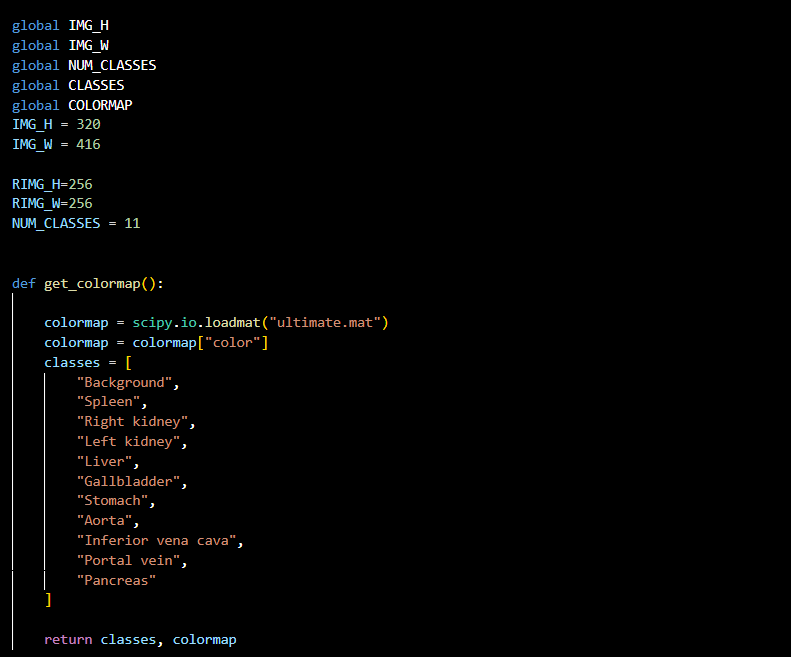 global IMG_H
global IMG_W
global NUM_CLASSES
global CLASSES
global COLORMAP
IMG_H = 320
IMG_W = 416
RIMG_H=256
RIMG_W=256
NUM_CLASSES = 11
def get_colormap():
colormap = scipy.io.loadmat("ultimate.mat")
colormap = colormap["color"]
classes = [
"Background",
"Spleen",
"Right kidney",
"Left kidney",
"Liver",
"Gallbladder",
"Stomach",
"Aorta",
"Inferior vena cava",
"Portal vein",
"Pancreas"
]
return classes, colormap